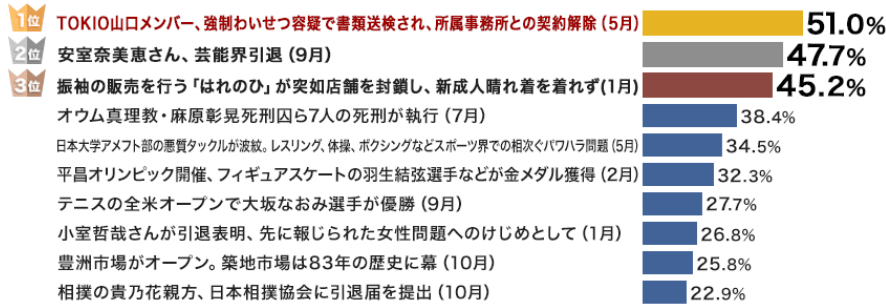 1位 TOKIO山口メンバー、強制わいせつ容疑で書類送検され、所属事務所との契約解除（5月） 51.0%
2位 安室奈美恵さん、芸能界引退（9月） 47.7%
3位 振袖の販売を行う「はれのひ」が突如店舗を封鎖し、新成人晴れ着を着れず(1月) 45.2%
オウム真理教・麻原彰晃死刑囚ら7人の死刑が執行（7月） 38.4%
日本大学アメフト部の悪質タックルが波紋。レスリング、体操、ボクシングなどスポーツ界での相次ぐパワハラ問題（5月） 34.5%
平昌オリンピック開催、フィギュアスケートの羽生結弦選手などが金メダル獲得（2月） 32.3%
テニスの全米オープンで大坂なおみ選手が優勝（9月） 27.7%
小室哲哉さんが引退表明、先に報じられた女性問題へのけじめとして（1月） 26.8%
豊洲市場がオープン。築地市場は83年の歴史に幕（10月） 25.8%
相撲の貴乃花親方、日本相撲協会に引退届を提出（10月） 22.9%